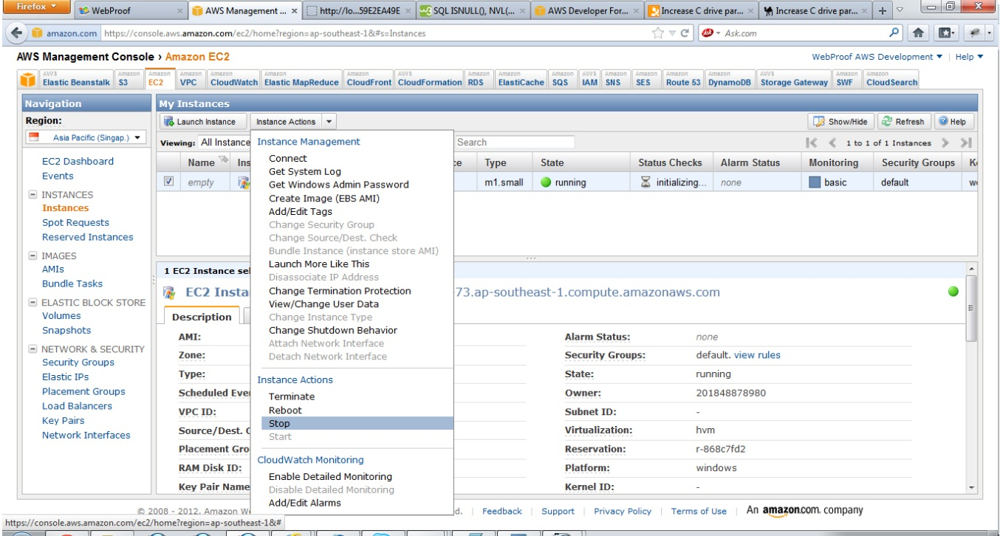 Firefox
WebProof
AWS Management ...
http://lo...59E2EA49E
SQL ISNULL(), NVL(...
AWS Developer For...
Increase C drive par...
Increase C drive par...
amazon.com https://console.aws.amazon.com/ec2/home?region=ap-southeast-1&#s=Instances
Ask.com
AWS Management Console › Amazon EC2
WebProof AWS Development Help
AWS Elastic Beanstalk
Amazon S3
Amazon EC2
Amazon VPC
Amazon CloudWatch
Amazon Elastic MapReduce
Amazon CloudFront
AWS CloudFormation
Amazon RDS
Amazon ElastiCache
Amazon SQS
AWS IAM
Amazon SNS
Amazon SES
Amazon Route 53
Amazon DynamoDB
AWS Storage Gateway
Amazon SWF
Amazon CloudSearch
Navigation
Region:
Asia Pacific (Singap.)
EC2 Dashboard
Events
INSTANCES
Instances
Spot Requests
Reserved Instances
IMAGES
AMIs
Bundle Tasks
ELASTIC BLOCK STORE
Volumes
Snapshots
NETWORK & SECURITY
Security Groups
Elastic IPs
Placement Groups
Load Balancers
Key Pairs
Network Interfaces
My Instances
Launch Instance
Instance Actions
Show/Hide
Refresh
Help
Viewing: All Instance
Search
1 to 1 of 1 Instances
Name Ins ce Type State Status Checks Alarm Status Monitoring Security Groups K
empty m1.small running initializing... none basic default w
Instance Management
Connect
Get System Log
Get Windows Admin Password
Create Image (EBS AMI)
Add/Edit Tags
Change Security Group
Change Source/Dest. Check
Bundle Instance (instance store AMI)
Launch More Like This
Disassociate IP Address
Change Termination Protection
View/Change User Data
Change Instance Type
Change Shutdown Behavior
Attach Network Interface
Detach Network Interface
Instance Actions
Terminate
Reboot
Stop
Start
CloudWatch Monitoring
Enable Detailed Monitoring
Disable Detailed Monitoring
Add/Edit Alarms
1 EC2 Instance sel
EC2 Insta -73.ap-southeast-1.compute.amazonaws.com
Description
AMI:
Zone:
Type:
Scheduled Eve
VPC ID:
Source/Dest. C
Placement Gro
RAM Disk ID:
Key Pair Name
Alarm Status: none
Security Groups: default. view rules
State: running
Owner: 201848878980
Subnet ID: -
Virtualization: hvm
Reservation: r-868c7fd2
Platform: windows
Kernel ID: -
© 2008 - 2012, Amazon We d. Feedback Support Privacy Policy Terms of Use An amazon.com. company
https://console.aws.amazon.com/ec2/home?region=ap-southeast-1&#